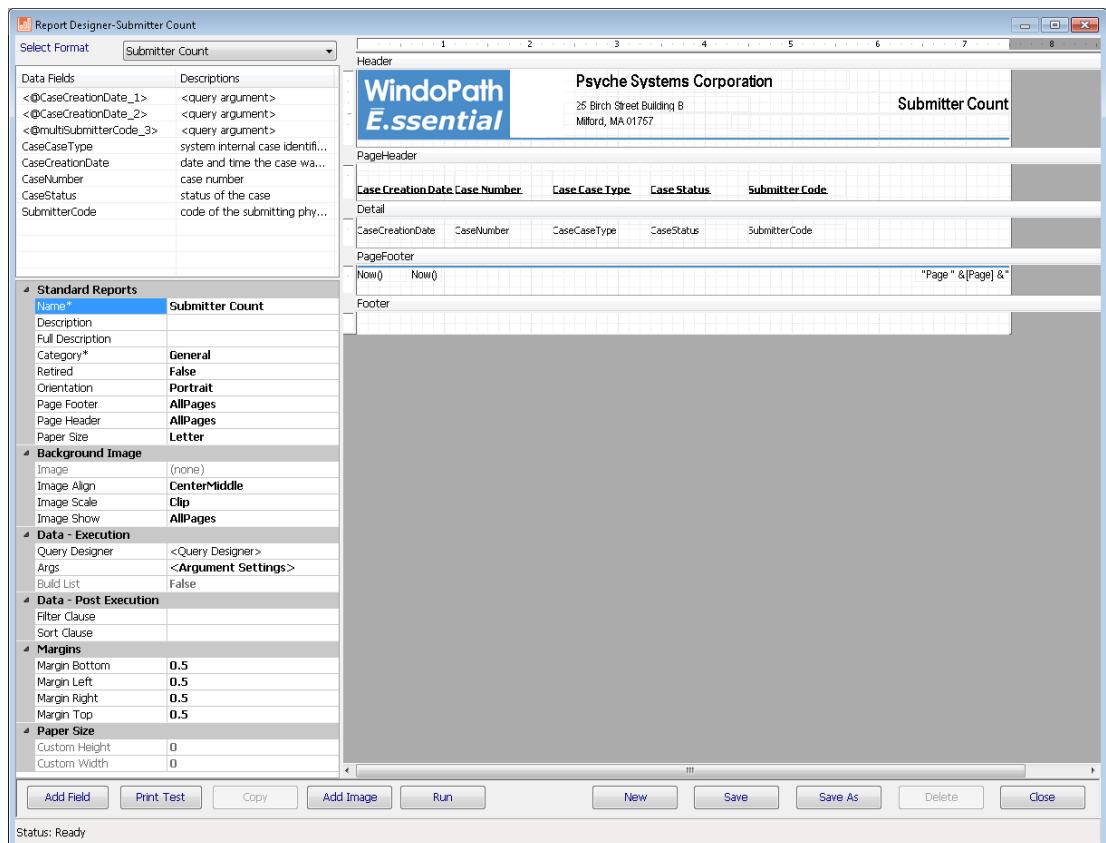 Report Designer-Submitter Count
Select Format Submitter Count
Data Fields Descriptions
<@CaseCreationDate_1> <query argument>
<@CaseCreationDate_2> <query argument>
<@multiSubmitterCode_3> <query argument>
CaseCaseType system internal case identifi...
CaseCreationDate date and time the case wa...
CaseNumber case number
CaseStatus status of the case
SubmitterCode code of the submitting phy...
Standard Reports
Name* Submitter Count
Description
Full Description
Category* General
Retired False
Orientation Portrait
Page Footer AllPages
Page Header AllPages
Paper Size Letter
Background Image
Image (none)
Image Align CenterMiddle
Image Scale Clip
Image Show AllPages
Data - Execution
Query Designer <Query Designer>
Args <Argument Settings>
Build List False
Data - Post Execution
Filter Clause
Sort Clause
Margins
Margin Bottom 0.5
Margin Left 0.5
Margin Right 0.5
Margin Top 0.5
Paper Size
Custom Height 0
Custom Width 0
1 2 3 4 5 6 7 8
Header
WindoPath
E.ssential
Psyche Systems Corporation
25 Birch Street Building B
Milford, MA 01757
Submitter Count
PageHeader
Case Creation Date Case Number Case Case Type Case Status Submitter Code
Detail
CaseCreationDate CaseNumber CaseCaseType CaseStatus SubmitterCode
PageFooter
Now() Now() "Page " &[Page] &"
Footer
Add Field Print Test Copy Add Image Run New Save Save As Delete Close
Status: Ready